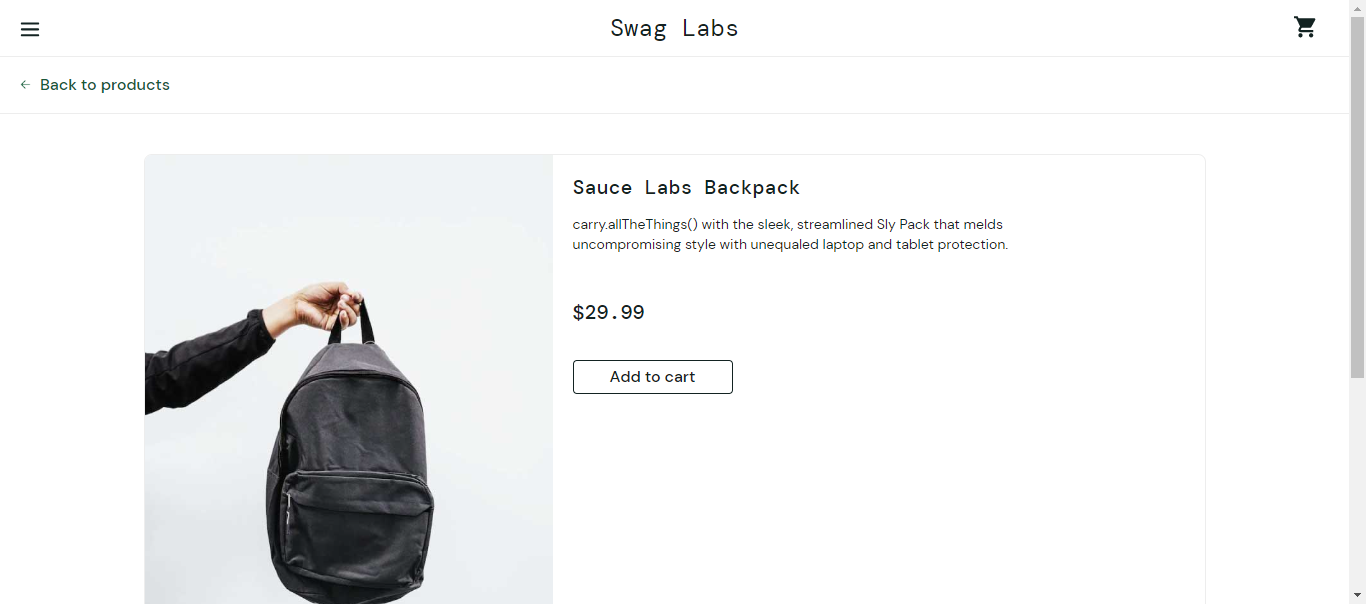 Swag Labs
Back to products
Sauce Labs Backpack
carry.allTheThings() with the sleek, streamlined Sly Pack that melds
uncompromising style with unequaled laptop and tablet protection.
$29.99
Add to cart